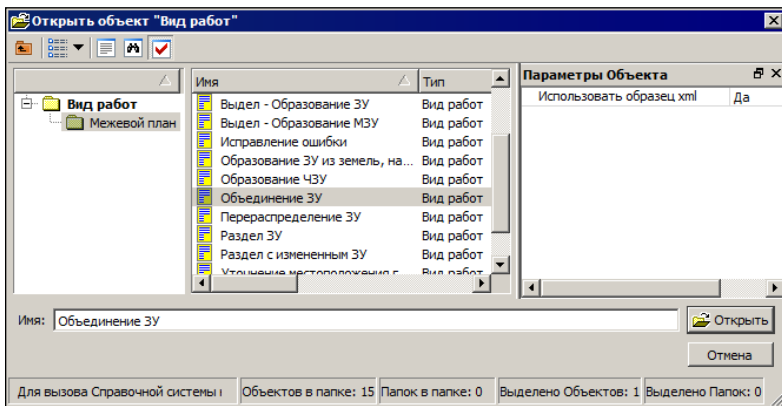 Открыть объект "Вид работ"
Имя Тип
Параметры Объекта
Вид работ
Межевой план
Выдел - Образование ЗУ Вид работ
Выдел - Образование МЗУ Вид работ
Исправление ошибки Вид работ
Образование ЗУ из земель, на... Вид работ
Образование ЧЗУ Вид работ
Объединение ЗУ Вид работ
Перераспределение ЗУ Вид работ
Раздел ЗУ Вид работ
Раздел с измененным ЗУ Вид работ
Уточнение местоположения г Вид работ
Использовать образец xml Да
Имя: Объединение ЗУ
Открыть
Отмена
Для вызова Справочной системы Объектов в папке: 15 Папок в папке: 0 Выделено Объектов: 1 Выделено Папок: 0